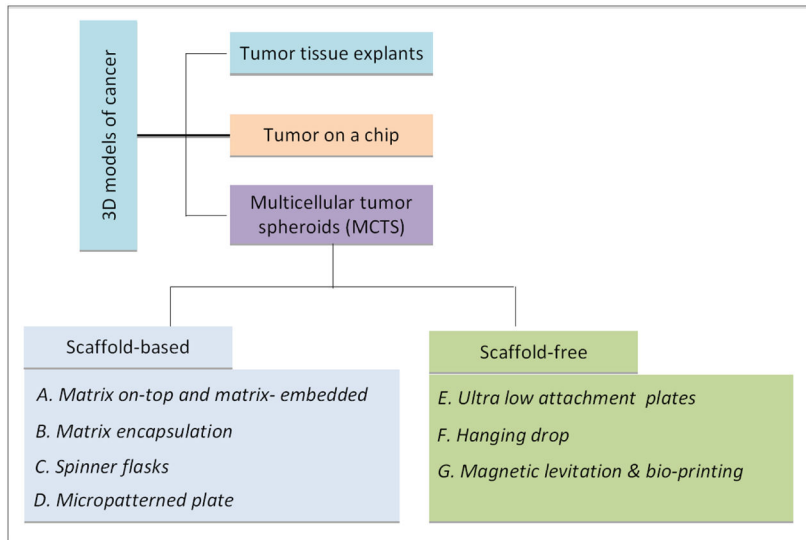 3D models of cancer
Tumor tissue explants
Tumor on a chip
Multicellular tumor
spheroids (MCTS)
Scaffold-based
A. Matrix on-top and matrix- embedded
B. Matrix encapsulation
C. Spinner flasks
D. Micropatterned plate
Scaffold-free
E. Ultra low attachment  plates
F. Hanging drop
G. Magnetic levitation & bio-printing